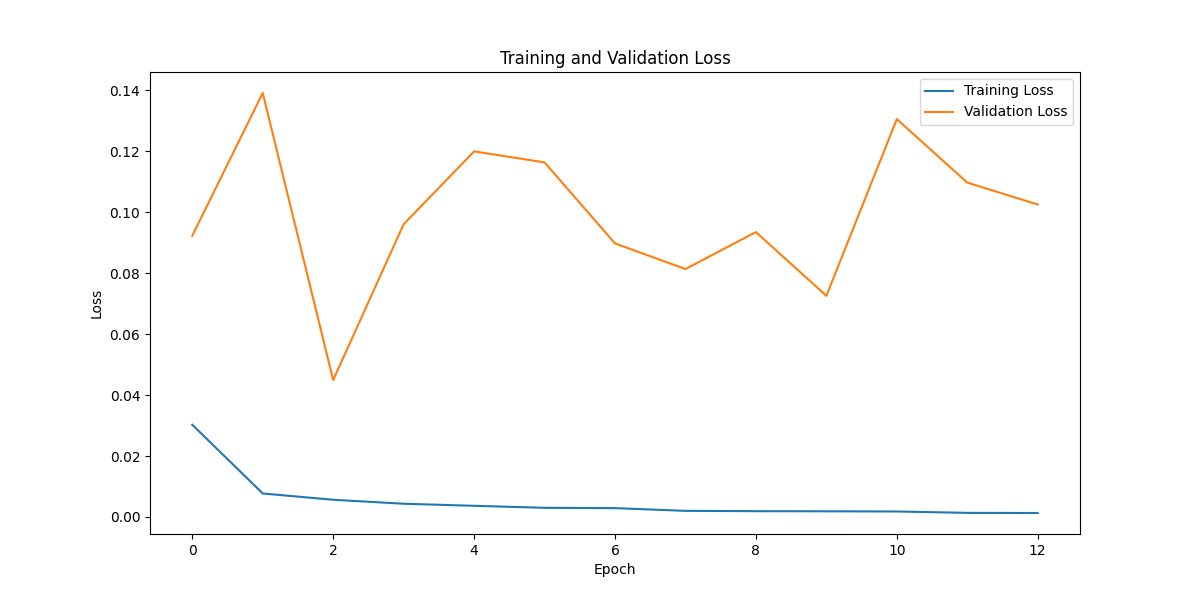 Training and Validation Loss
Training Loss
Validation Loss
0.14
0.12
0.10
0.08
0.06
0.04
0.02
0.00
Loss
0 2 4 6 8 10 12
Epoch